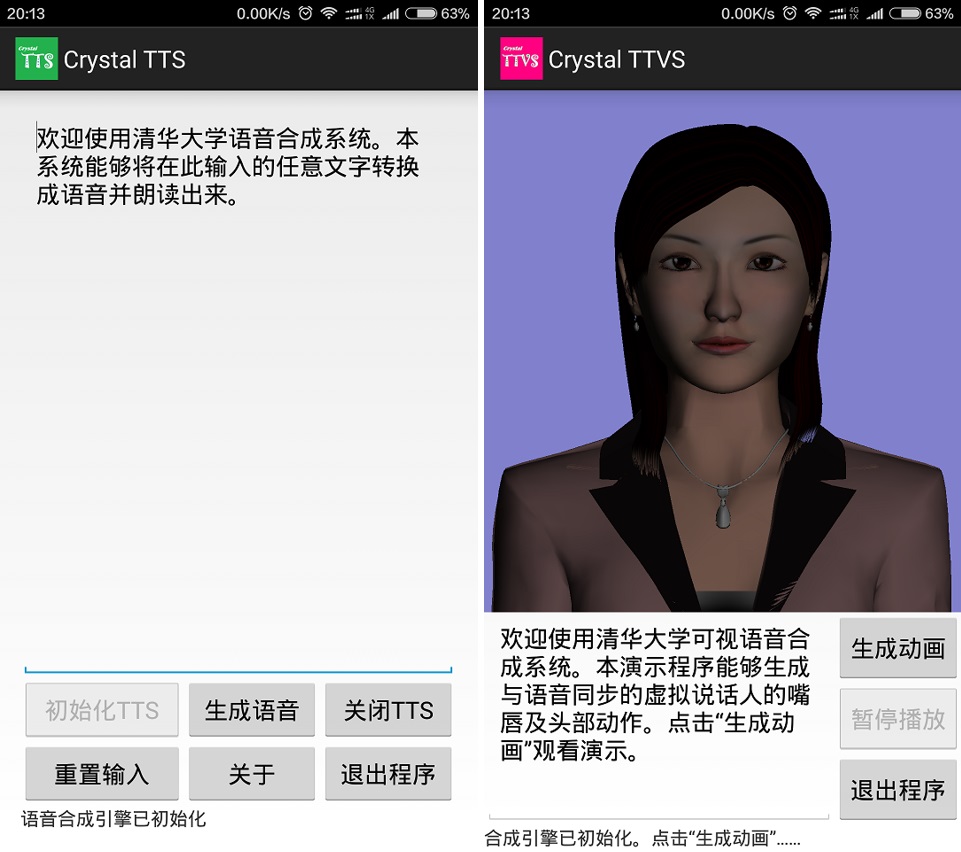 20:13
0.00K/s
4G
1X
63%
Crystal
TTS
Crystal TTS
欢迎使用清华大学语音合成系统。本
系统能够将在此输入的任意文字转换
成语音并朗读出来。
初始化TTS
生成语音
关闭TTS
重置输入
关于
退出程序
语音合成引擎已初始化
20:13
0.00K/s
4G
1X
63%
Crystal
TTVS
Crystal TTVS
欢迎使用清华大学可视语音合
成系统。本演示程序能够生成
与语音同步的虚拟说话人的嘴
唇及头部动作。点击“生成动
画”观看演示。
生成动画
暂停播放
退出程序
合成引擎已初始化。点击“生成动画”……